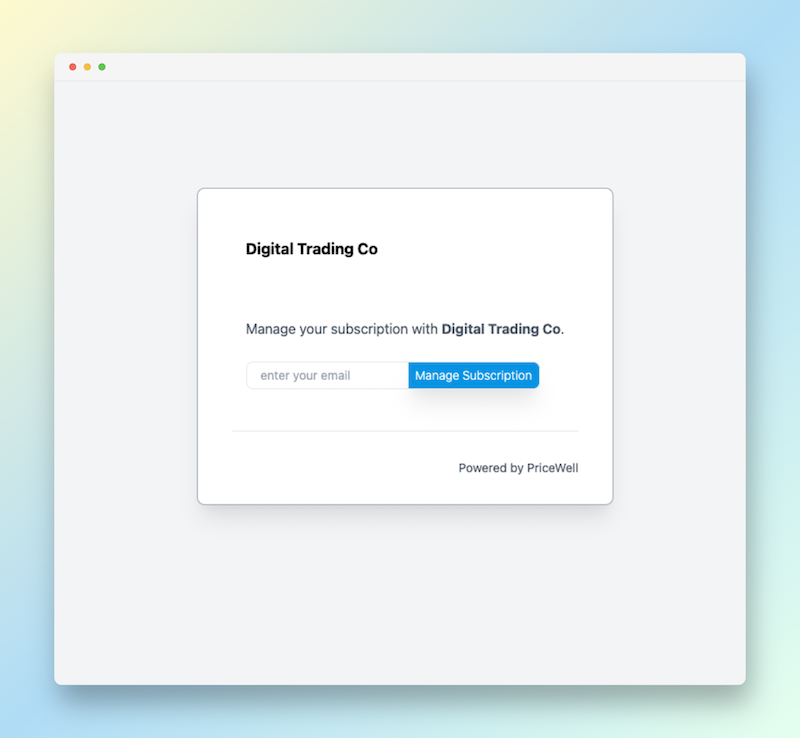 Digital Trading Co
Manage your subscription with Digital Trading Co.
enter your email
Manage Subscription
Powered by PriceWell